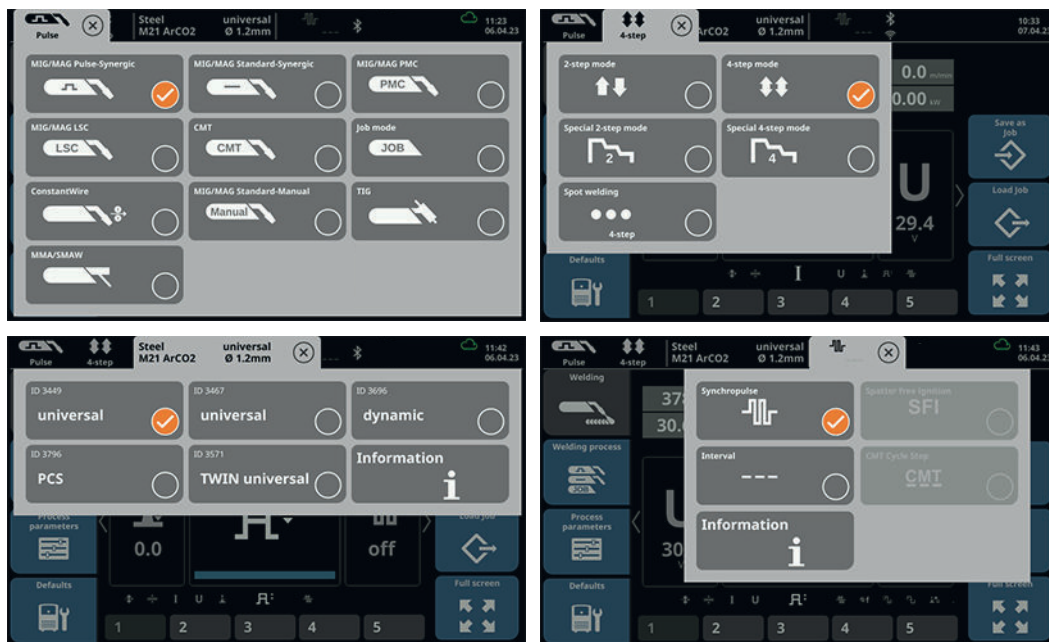 Pulse
Steel universal
M21 ArCO2 Ø 1.2mm
---
11:23
06.04.23
MIG/MAG Pulse-Synergic
MIG/MAG Standard-Synergic
MIG/MAG PMC
PMC
MIG/MAG LSC
LSC
CMT
CMT
Job mode
JOB
ConstantWire
MIG/MAG Standard-Manual
Manual
TIG
MMA/SMAW
Pulse
4-step
universal
ArCO2 Ø 1.2mm
---
10:33
07.04.23
2-step mode
4-step mode
Special 2-step mode
2
Special 4-step mode
4
Spot welding
4-step
0.0 m/min
0.00 kW
U
29.4
V
Save as
Job
Load Job
Defaults
Full screen
I U
1 2 3 4 5
Pulse
4-step
Steel universal
M21 ArCO2 Ø 1.2mm
11:42
06.04.23
ID 3449
universal
ID 3467
universal
ID 3696
dynamic
ID 3796
PCS
ID 3571
TWIN universal
Information
i
Process
parameters
0.0
off
Load Job
Defaults
Full screen
I U
1 2 3 4 5
Pulse
4-step
Steel universal
M21 ArCO2 Ø 1.2mm
11:43
06.04.23
Welding
Welding process
JOB
Process
parameters
Defaults
Synchropulse
Spatter free ignition
SFI
Interval
---
CMT Cycle Step
CMT
Information
i
Full screen
I U
1 2 3 4 5